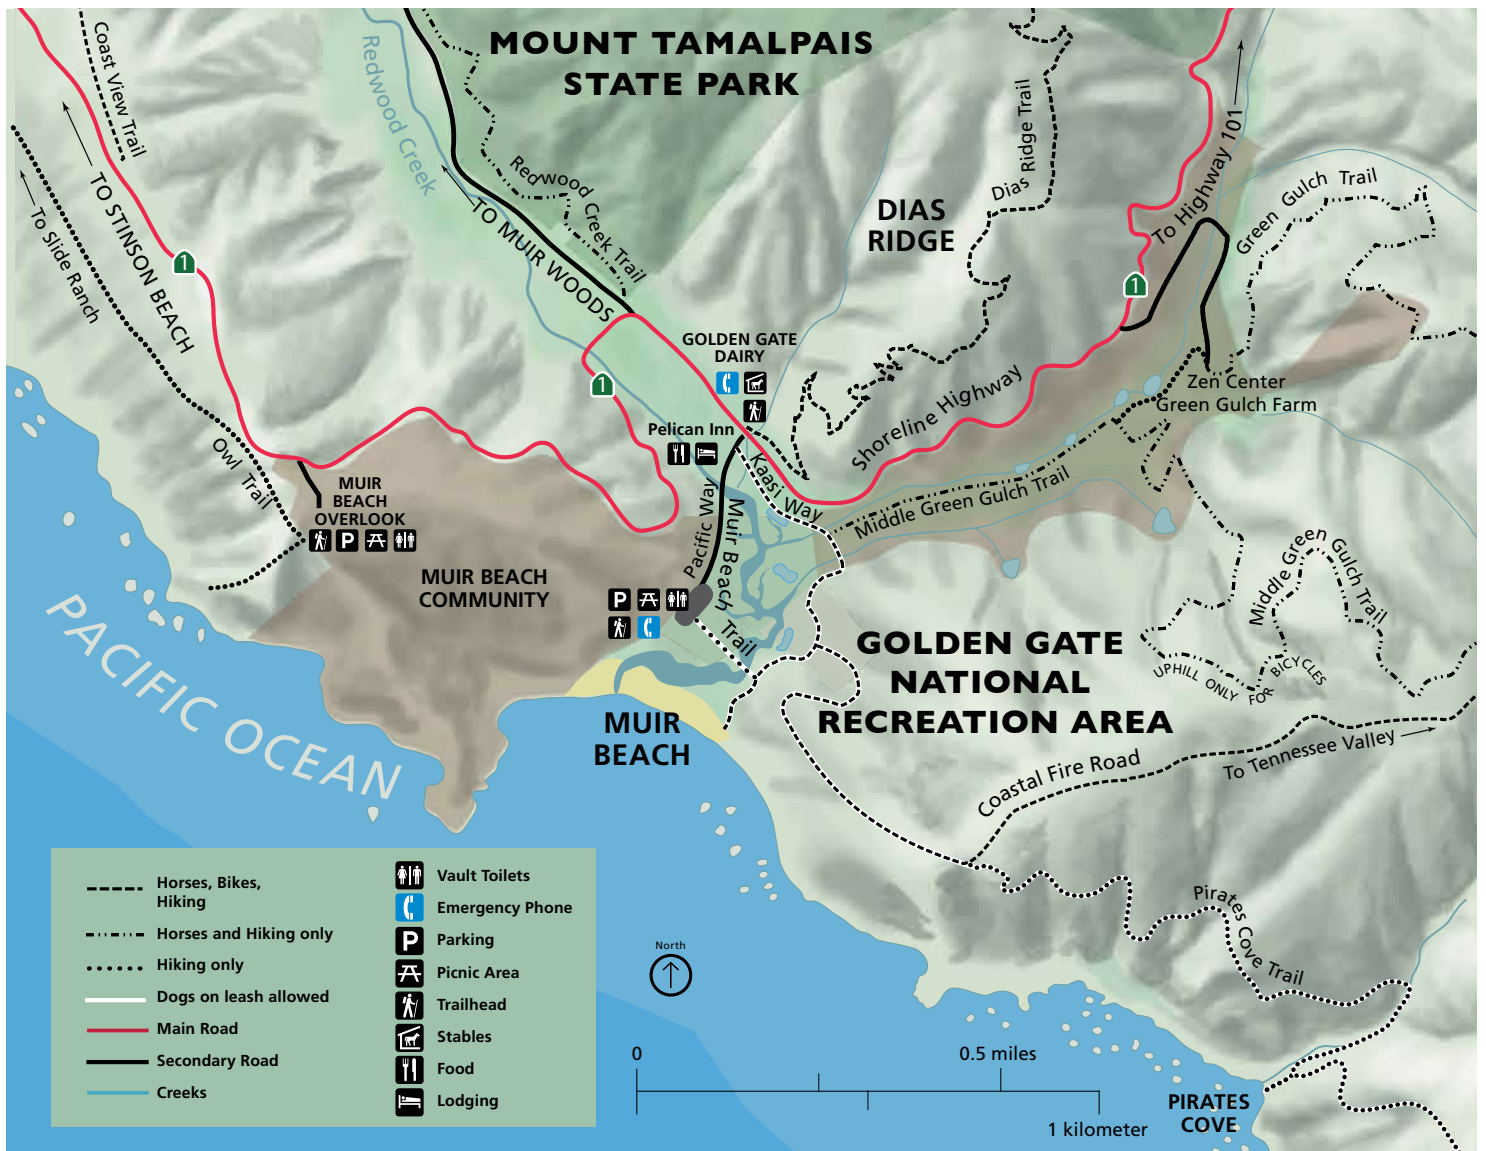 MOUNT TAMALPAIS
STATE PARK
Coast View Trail
Redwood Creek
Redwood Creek Trail
TO MUIR WOODS
TO STINSON BEACH
To Slide Ranch
1
Dias Ridge Trail
DIAS
RIDGE
To Highway 101
Green Gulch Trail
1
GOLDEN GATE
DAIRY
1
Pelican Inn
Shoreline Highway
Zen Center
Green Gulch Farm
Owl Trail
MUIR
BEACH
OVERLOOK
P
Kaasi Way
Pacific Way
Muir Beach Trail
Middle Green Gulch Trail
Middle Green Gulch Trail
UPHILL ONLY FOR BICYCLES
MUIR BEACH
COMMUNITY
P
GOLDEN GATE
NATIONAL
RECREATION AREA
MUIR
BEACH
PACIFIC OCEAN
Coastal Fire Road
To Tennessee Valley
Pirates Cove Trail
PIRATES
COVE
Horses, Bikes,
Hiking
Horses and Hiking only
Hiking only
Dogs on leash allowed
Main Road
Secondary Road
Creeks
Vault Toilets
Emergency Phone
P
Parking
Picnic Area
Trailhead
Stables
Food
Lodging
North
0
0.5 miles
1 kilometer